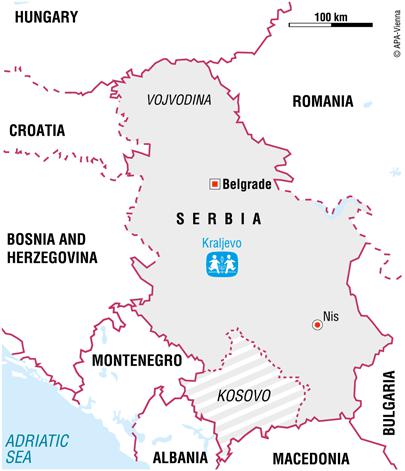 HUNGARY
100 km
© APA-Vienna
VOJVODINA
ROMANIA
CROATIA
Belgrade
SERBIA
BOSNIA AND
HERZEGOVINA
Kraljevo
Nis
MONTENEGRO
KOSOVO
BULGARIA
ADRIATIC
SEA
ALBANIA
MACEDONIA